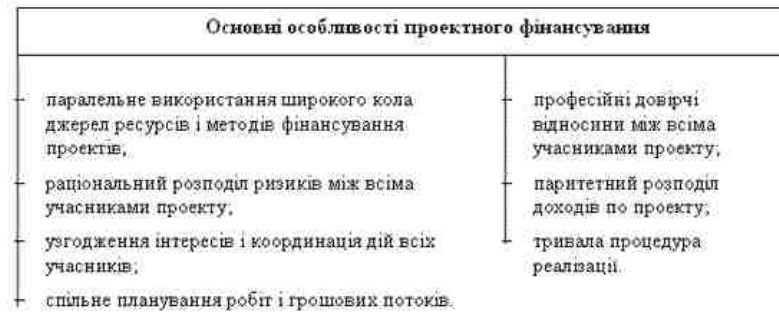 Основні особливості проектного фінансування
паралельне використання широкого кола
джерел ресурсів і методів фінансування
проектів;
раціональний розподіл ризиків між всіма
учасниками проекту;
узгодження інтересів і координація дій всіх
учасників;
спільне планування робіт і грошових потоків.
професійні довірчі
відносини між всіма
учасниками проекту;
паритетний розподіл
доходів по проекту;
тривала процедура
реалізації.